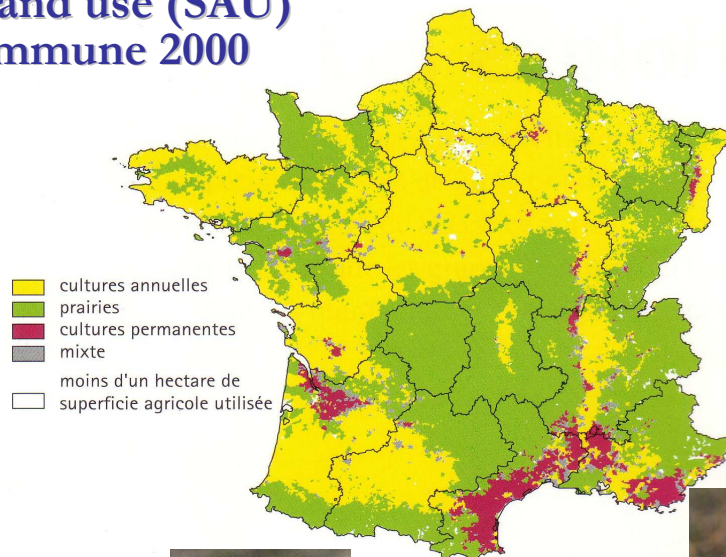 and use (SAU)
mmune 2000
cultures annuelles
prairies
cultures permanentes
mixte
moins d'un hectare de
superficie agricole utilisée